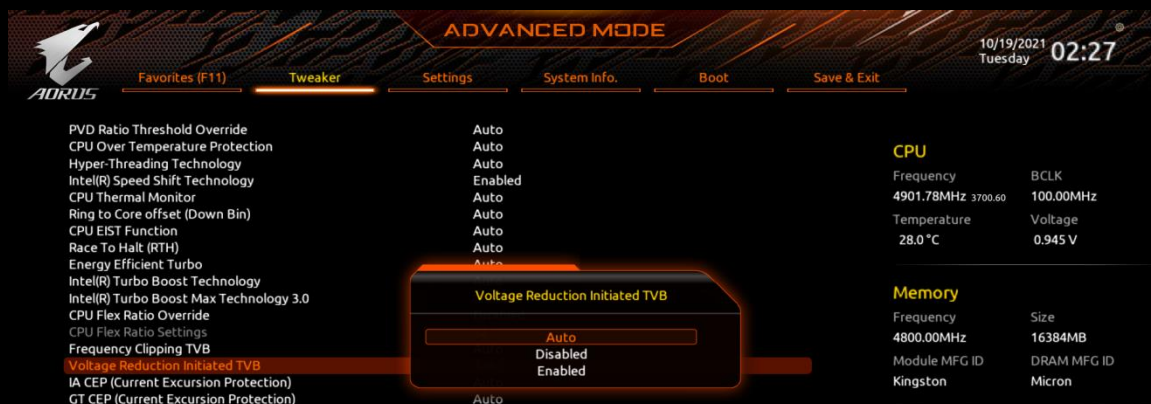 ADVANCED MODE
10/19/2021 Tuesday 02:27
AORUS
Favorites (F11) Tweaker Settings System Info. Boot Save & Exit
PVD Ratio Threshold Override Auto
CPU Over Temperature Protection Auto
Hyper-Threading Technology Auto
Intel(R) Speed Shift Technology Enabled
CPU Thermal Monitor Auto
Ring to Core offset (Down Bin) Auto
CPU EIST Function Auto
Race To Halt (RTH) Auto
Energy Efficient Turbo Auto
Intel(R) Turbo Boost Technology
Intel(R) Turbo Boost Max Technology 3.0
CPU Flex Ratio Override
CPU Flex Ratio Settings
Frequency Clipping TVB
Voltage Reduction Initiated TVB
IA CEP (Current Excursion Protection)
GT CEP (Current Excursion Protection) Auto
Voltage Reduction Initiated TVB
Auto
Disabled
Enabled
CPU
Frequency BCLK
4901.78MHz 3700.60 100.00MHz
Temperature Voltage
28.0 °C 0.945 V
Memory
Frequency Size
4800.00MHz 16384MB
Module MFG ID DRAM MFG ID
Kingston Micron